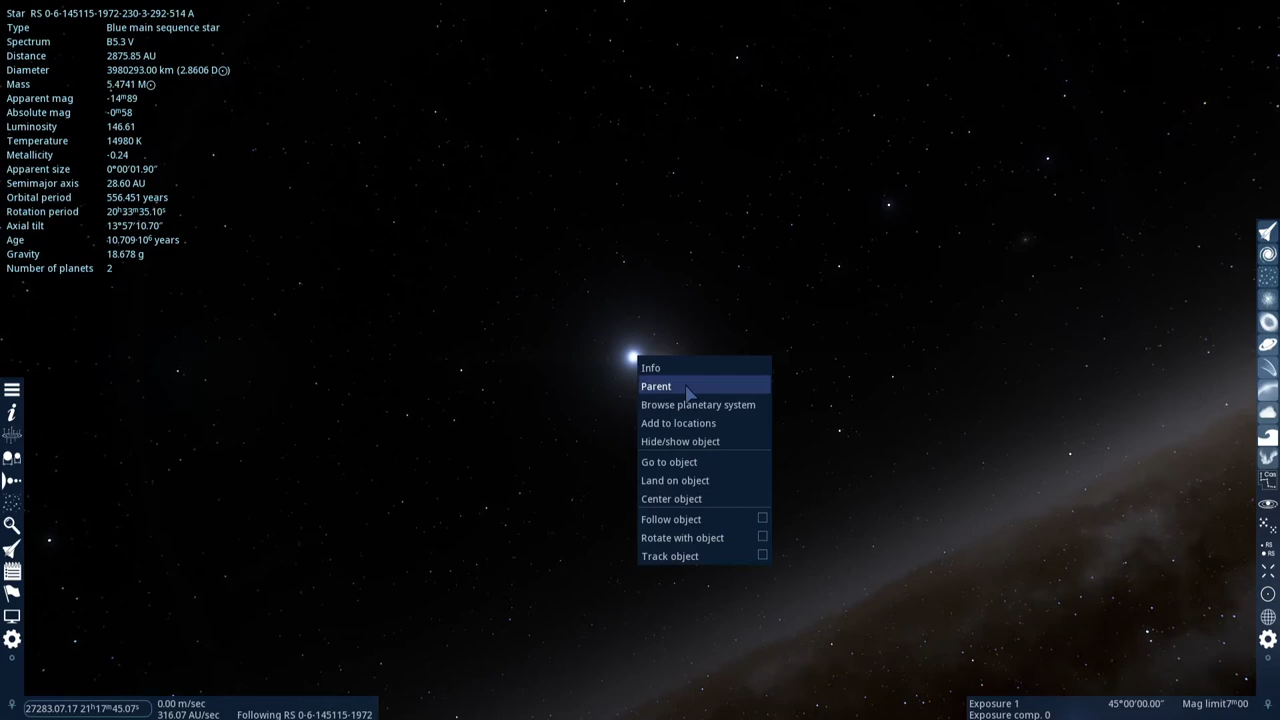 Star RS 0-6-145115-1972-230-3-292-514 A
Type Blue main sequence star
Spectrum B5.3 V
Distance 2875.85 AU
Diameter 3980293.00 km (2.8606 D☉)
Mass 5.4741 M☉
Apparent mag -14ᵐ89
Absolute mag -0ᵐ58
Luminosity 146.61
Temperature 14980 K
Metallicity -0.24
Apparent size 0°00'01.90"
Semimajor axis 28.60 AU
Orbital period 556.451 years
Rotation period 20ʰ33ᵐ35.10ˢ
Axial tilt 13°57'10.70"
Age 10.709·10⁶ years
Gravity 18.678 g
Number of planets 2
Info
Parent
Browse planetary system
Add to locations
Hide/show object
Go to object
Land on object
Center object
Follow object
Rotate with object
Track object
RS
RS
27283.07.17 21ʰ17ᵐ45.07ˢ
0.00 m/sec
316.07 AU/sec Following RS 0-6-145115-1972
Exposure 1 45°00'00.00" Mag limit 7ᵐ00
Exposure comp. 0